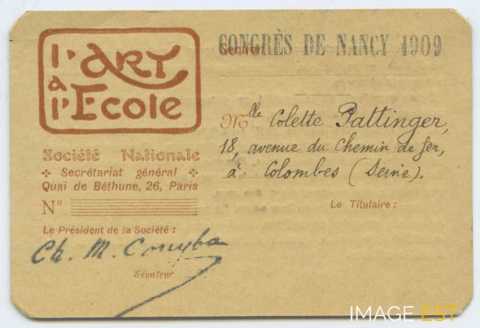 l'ART
à
l'Ecole
CONGRÈS DE NANCY 1909
Mlle Colette Pattinger,
18, avenue du Chemin de fer,
à Colombes (Seine).
Société Nationale
Secrétariat général
Quai de Béthune, 26, Paris
No
Le Titulaire :
Le Président de la Société :
Ch. M. Couyba
Sénateur
IMAGE'EST